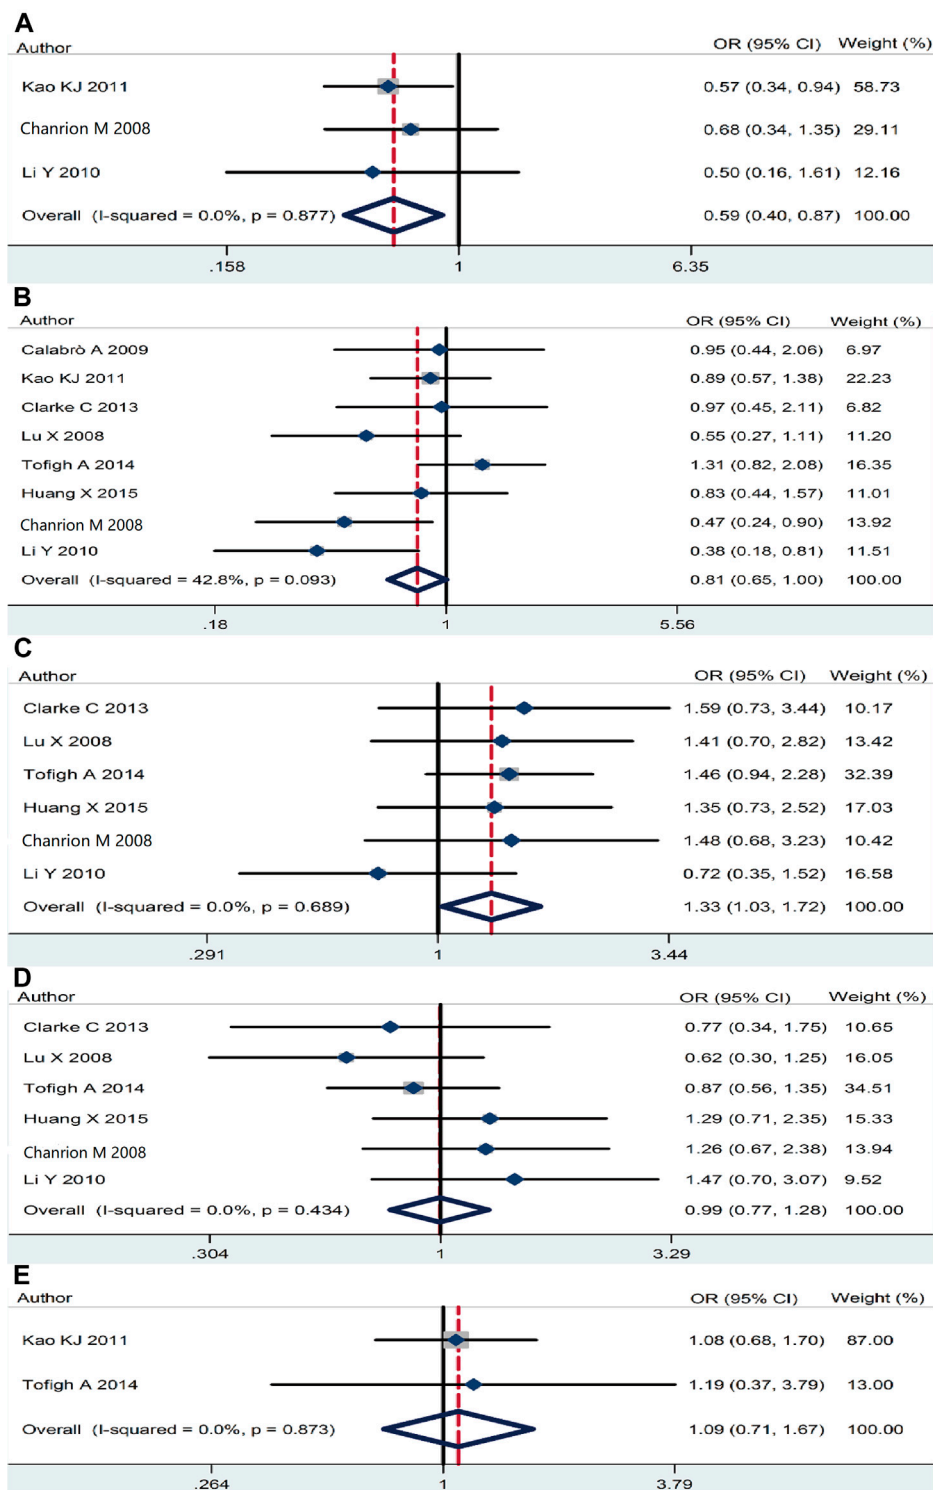 A
Author OR (95% CI) Weight (%)
Kao KJ 2011 0.57 (0.34, 0.94) 58.73
Chanrion M 2008 0.68 (0.34, 1.35) 29.11
Li Y 2010 0.50 (0.16, 1.61) 12.16
Overall (I-squared = 0.0%, p = 0.877) 0.59 (0.40, 0.87) 100.00
.158 1 6.35
B
Author OR (95% CI) Weight (%)
Calabrò A 2009 0.95 (0.44, 2.06) 6.97
Kao KJ 2011 0.89 (0.57, 1.38) 22.23
Clarke C 2013 0.97 (0.45, 2.11) 6.82
Lu X 2008 0.55 (0.27, 1.11) 11.20
Tofigh A 2014 1.31 (0.82, 2.08) 16.35
Huang X 2015 0.83 (0.44, 1.57) 11.01
Chanrion M 2008 0.47 (0.24, 0.90) 13.92
Li Y 2010 0.38 (0.18, 0.81) 11.51
Overall (I-squared = 42.8%, p = 0.093) 0.81 (0.65, 1.00) 100.00
.18 1 5.56
C
Author OR (95% CI) Weight (%)
Clarke C 2013 1.59 (0.73, 3.44) 10.17
Lu X 2008 1.41 (0.70, 2.82) 13.42
Tofigh A 2014 1.46 (0.94, 2.28) 32.39
Huang X 2015 1.35 (0.73, 2.52) 17.03
Chanrion M 2008 1.48 (0.68, 3.23) 10.42
Li Y 2010 0.72 (0.35, 1.52) 16.58
Overall (I-squared = 0.0%, p = 0.689) 1.33 (1.03, 1.72) 100.00
.291 1 3.44
D
Author OR (95% CI) Weight (%)
Clarke C 2013 0.77 (0.34, 1.75) 10.65
Lu X 2008 0.62 (0.30, 1.25) 16.05
Tofigh A 2014 0.87 (0.56, 1.35) 34.51
Huang X 2015 1.29 (0.71, 2.35) 15.33
Chanrion M 2008 1.26 (0.67, 2.38) 13.94
Li Y 2010 1.47 (0.70, 3.07) 9.52
Overall (I-squared = 0.0%, p = 0.434) 0.99 (0.77, 1.28) 100.00
.304 1 3.29
E
Author OR (95% CI) Weight (%)
Kao KJ 2011 1.08 (0.68, 1.70) 87.00
Tofigh A 2014 1.19 (0.37, 3.79) 13.00
Overall (I-squared = 0.0%, p = 0.873) 1.09 (0.71, 1.67) 100.00
.264 1 3.79